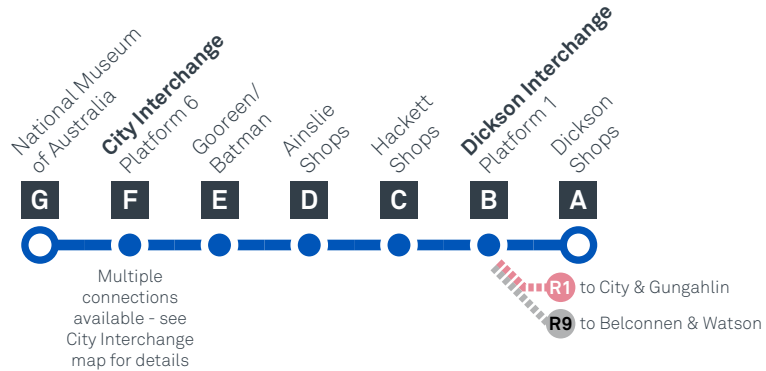 National Museum
of Australia
City Interchange
Platform 6
Gooreen/
Batman
Ainslie
Shops
Hackett
Shops
Dickson Interchange
Platform 1
Dickson
Shops
G
F
E
D
C
B
A
Multiple
connections
available - see
City Interchange
map for details
R1 to City & Gungahlin
R9 to Belconnen & Watson